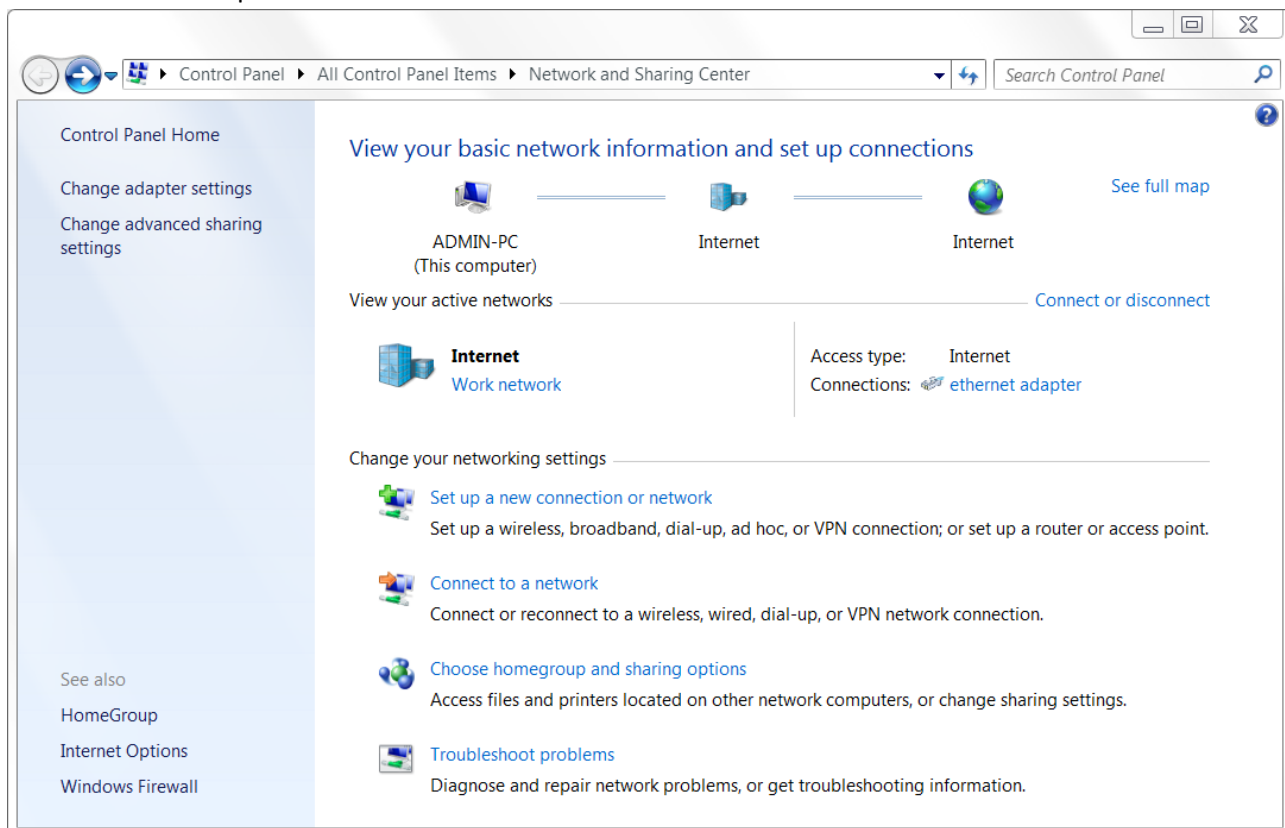 Control Panel ▸ All Control Panel Items ▸ Network and Sharing Center
Search Control Panel
Control Panel Home
Change adapter settings
Change advanced sharing
settings
See also
HomeGroup
Internet Options
Windows Firewall
View your basic network information and set up connections
See full map
ADMIN-PC
(This computer)
Internet
Internet
View your active networks
Connect or disconnect
Internet
Work network
Access type: Internet
Connections: ethernet adapter
Change your networking settings
Set up a new connection or network
Set up a wireless, broadband, dial-up, ad hoc, or VPN connection; or set up a router or access point.
Connect to a network
Connect or reconnect to a wireless, wired, dial-up, or VPN network connection.
Choose homegroup and sharing options
Access files and printers located on other network computers, or change sharing settings.
Troubleshoot problems
Diagnose and repair network problems, or get troubleshooting information.